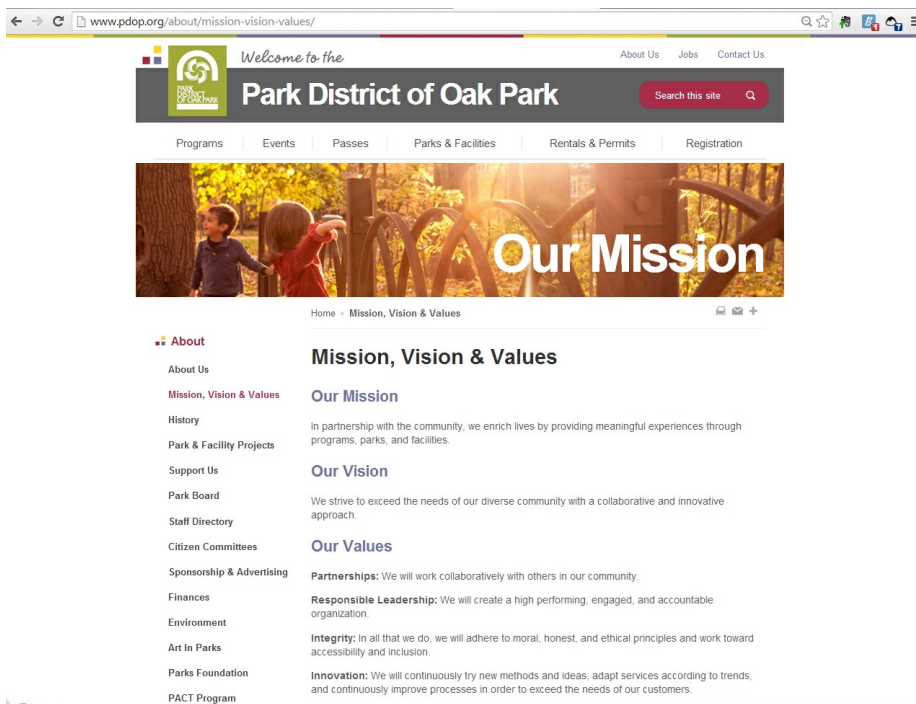 www.pdop.org/about/mission-vision-values/
Welcome to the
About Us Jobs Contact Us
PARK
DISTRICT
OF OAK PARK
Park District of Oak Park
Search this site
Programs Events Passes Parks & Facilities Rentals & Permits Registration
Our Mission
Home Mission, Vision & Values
About
About Us
Mission, Vision & Values
History
Park & Facility Projects
Support Us
Park Board
Staff Directory
Citizen Committees
Sponsorship & Advertising
Finances
Environment
Art In Parks
Parks Foundation
PACT Program
Mission, Vision & Values
Our Mission
In partnership with the community, we enrich lives by providing meaningful experiences through
programs, parks, and facilities.
Our Vision
We strive to exceed the needs of our diverse community with a collaborative and innovative
approach.
Our Values
Partnerships: We will work collaboratively with others in our community.
Responsible Leadership: We will create a high performing, engaged, and accountable
organization.
Integrity: In all that we do, we will adhere to moral, honest, and ethical principles and work toward
accessibility and inclusion.
Innovation: We will continuously try new methods and ideas, adapt services according to trends,
and continuously improve processes in order to exceed the needs of our customers.